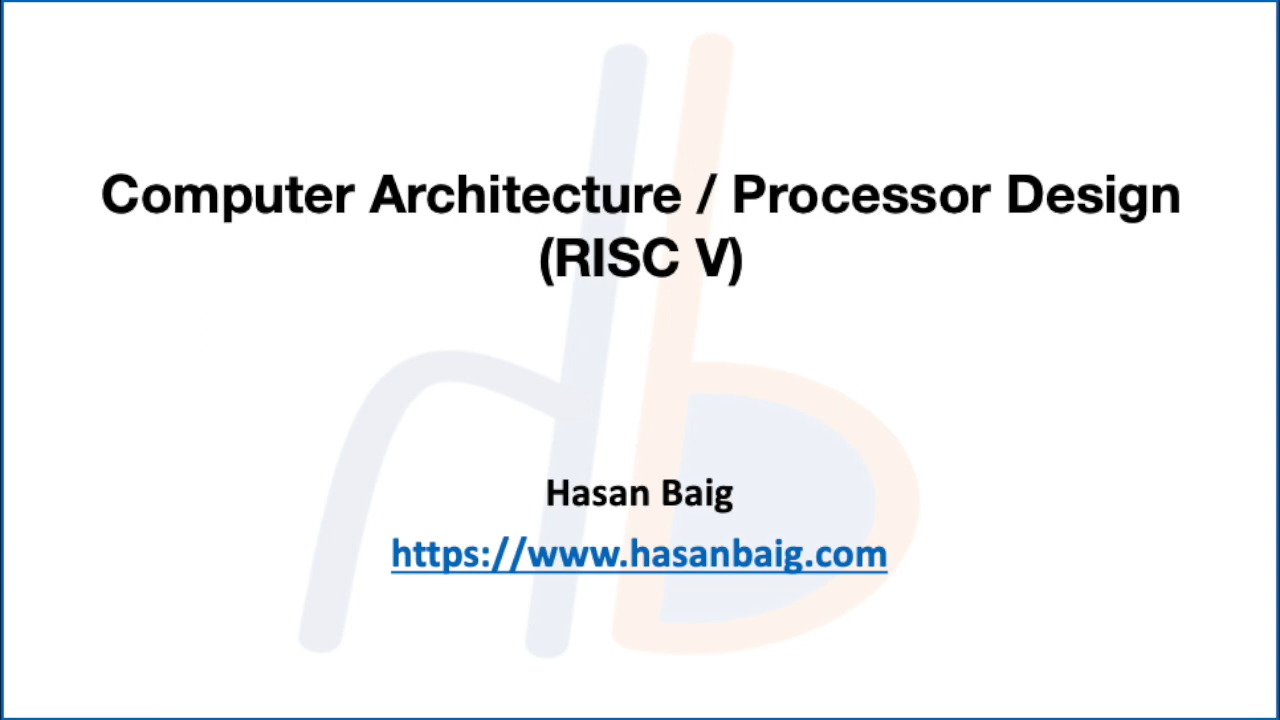 Computer Architecture / Processor Design
(RISC V)
Hasan Baig
https://www.hasanbaig.com